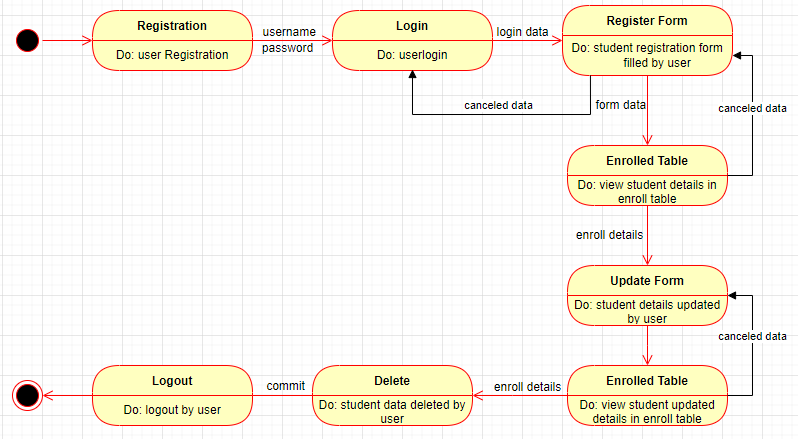 Registration
Do: user Registration
username
password
Login
Do: userlogin
login data
Register Form
Do: student registration form
filled by user
canceled data
form data
canceled data
Enrolled Table
Do: view student details in
enroll table
enroll details
Update Form
Do: student details updated
by user
canceled data
Enrolled Table
Do: view student updated
details in enroll table
enroll details
Delete
Do: student data deleted by
user
commit
Logout
Do: logout by user